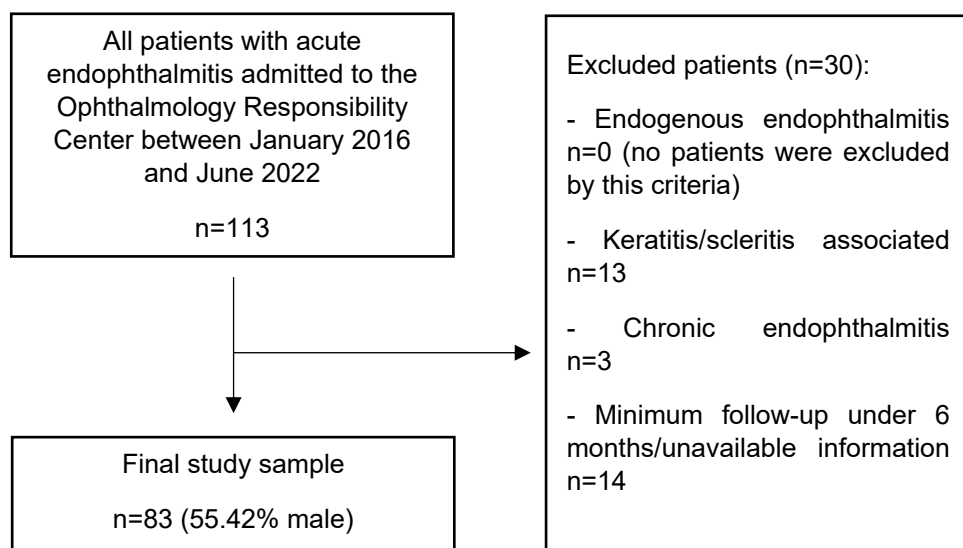 All patients with acute
endophthalmitis admitted to the
Ophthalmology Responsibility
Center between January 2016
and June 2022
n=113
Excluded patients (n=30):
- Endogenous endophthalmitis
n=0 (no patients were excluded
by this criteria)
- Keratitis/scleritis associated
n=13
- Chronic endophthalmitis
n=3
- Minimum follow-up under 6
months/unavailable information
n=14
Final study sample
n=83 (55.42% male)